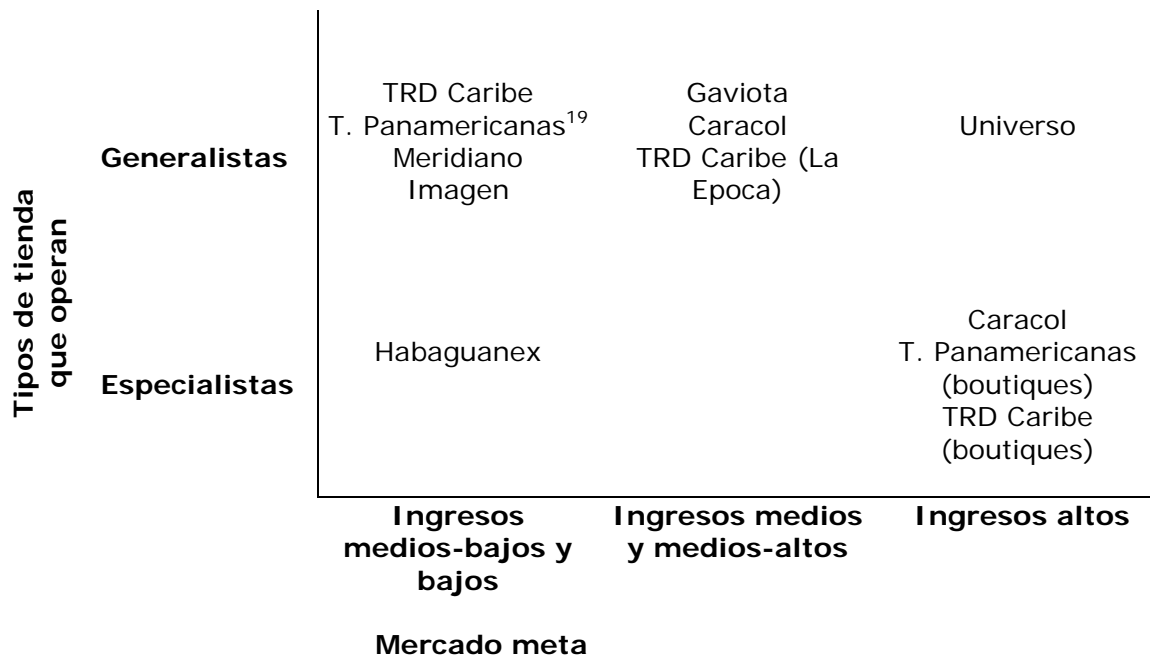 TRD Caribe
T. Panamericanas19
Meridiano
Imagen
Gaviota
Caracol
TRD Caribe (La
Epoca)
Universo
Generalistas
Tipos de tienda
que operan
Habaguanex
Caracol
T. Panamericanas
(boutiques)
TRD Caribe
(boutiques)
Especialistas
Ingresos
medios-bajos y
bajos
Ingresos medios
y medios-altos
Ingresos altos
Mercado meta